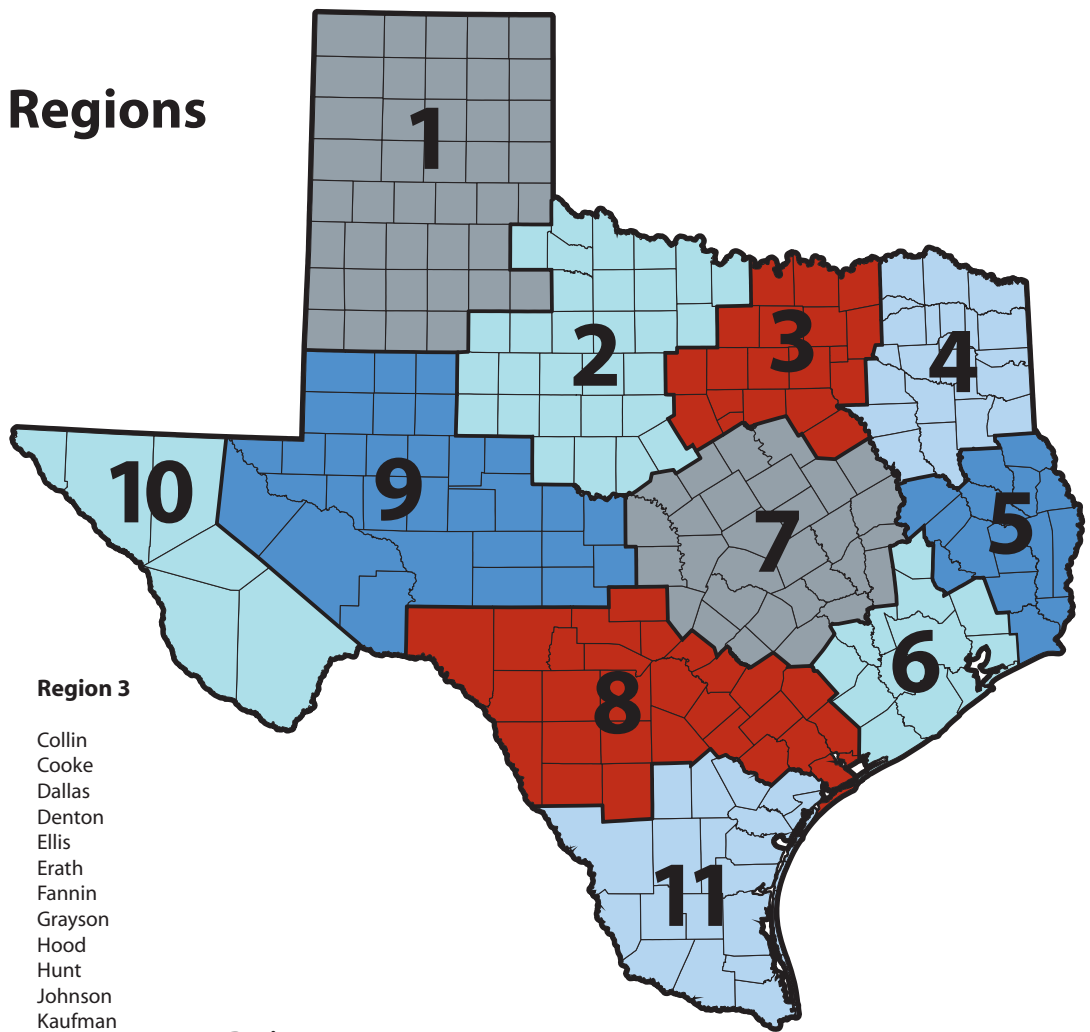 Regions
1
2
3
4
5
6
7
8
9
10
11
Region 3
Collin
Cooke
Dallas
Denton
Ellis
Erath
Fannin
Grayson
Hood
Hunt
Johnson
Kaufman